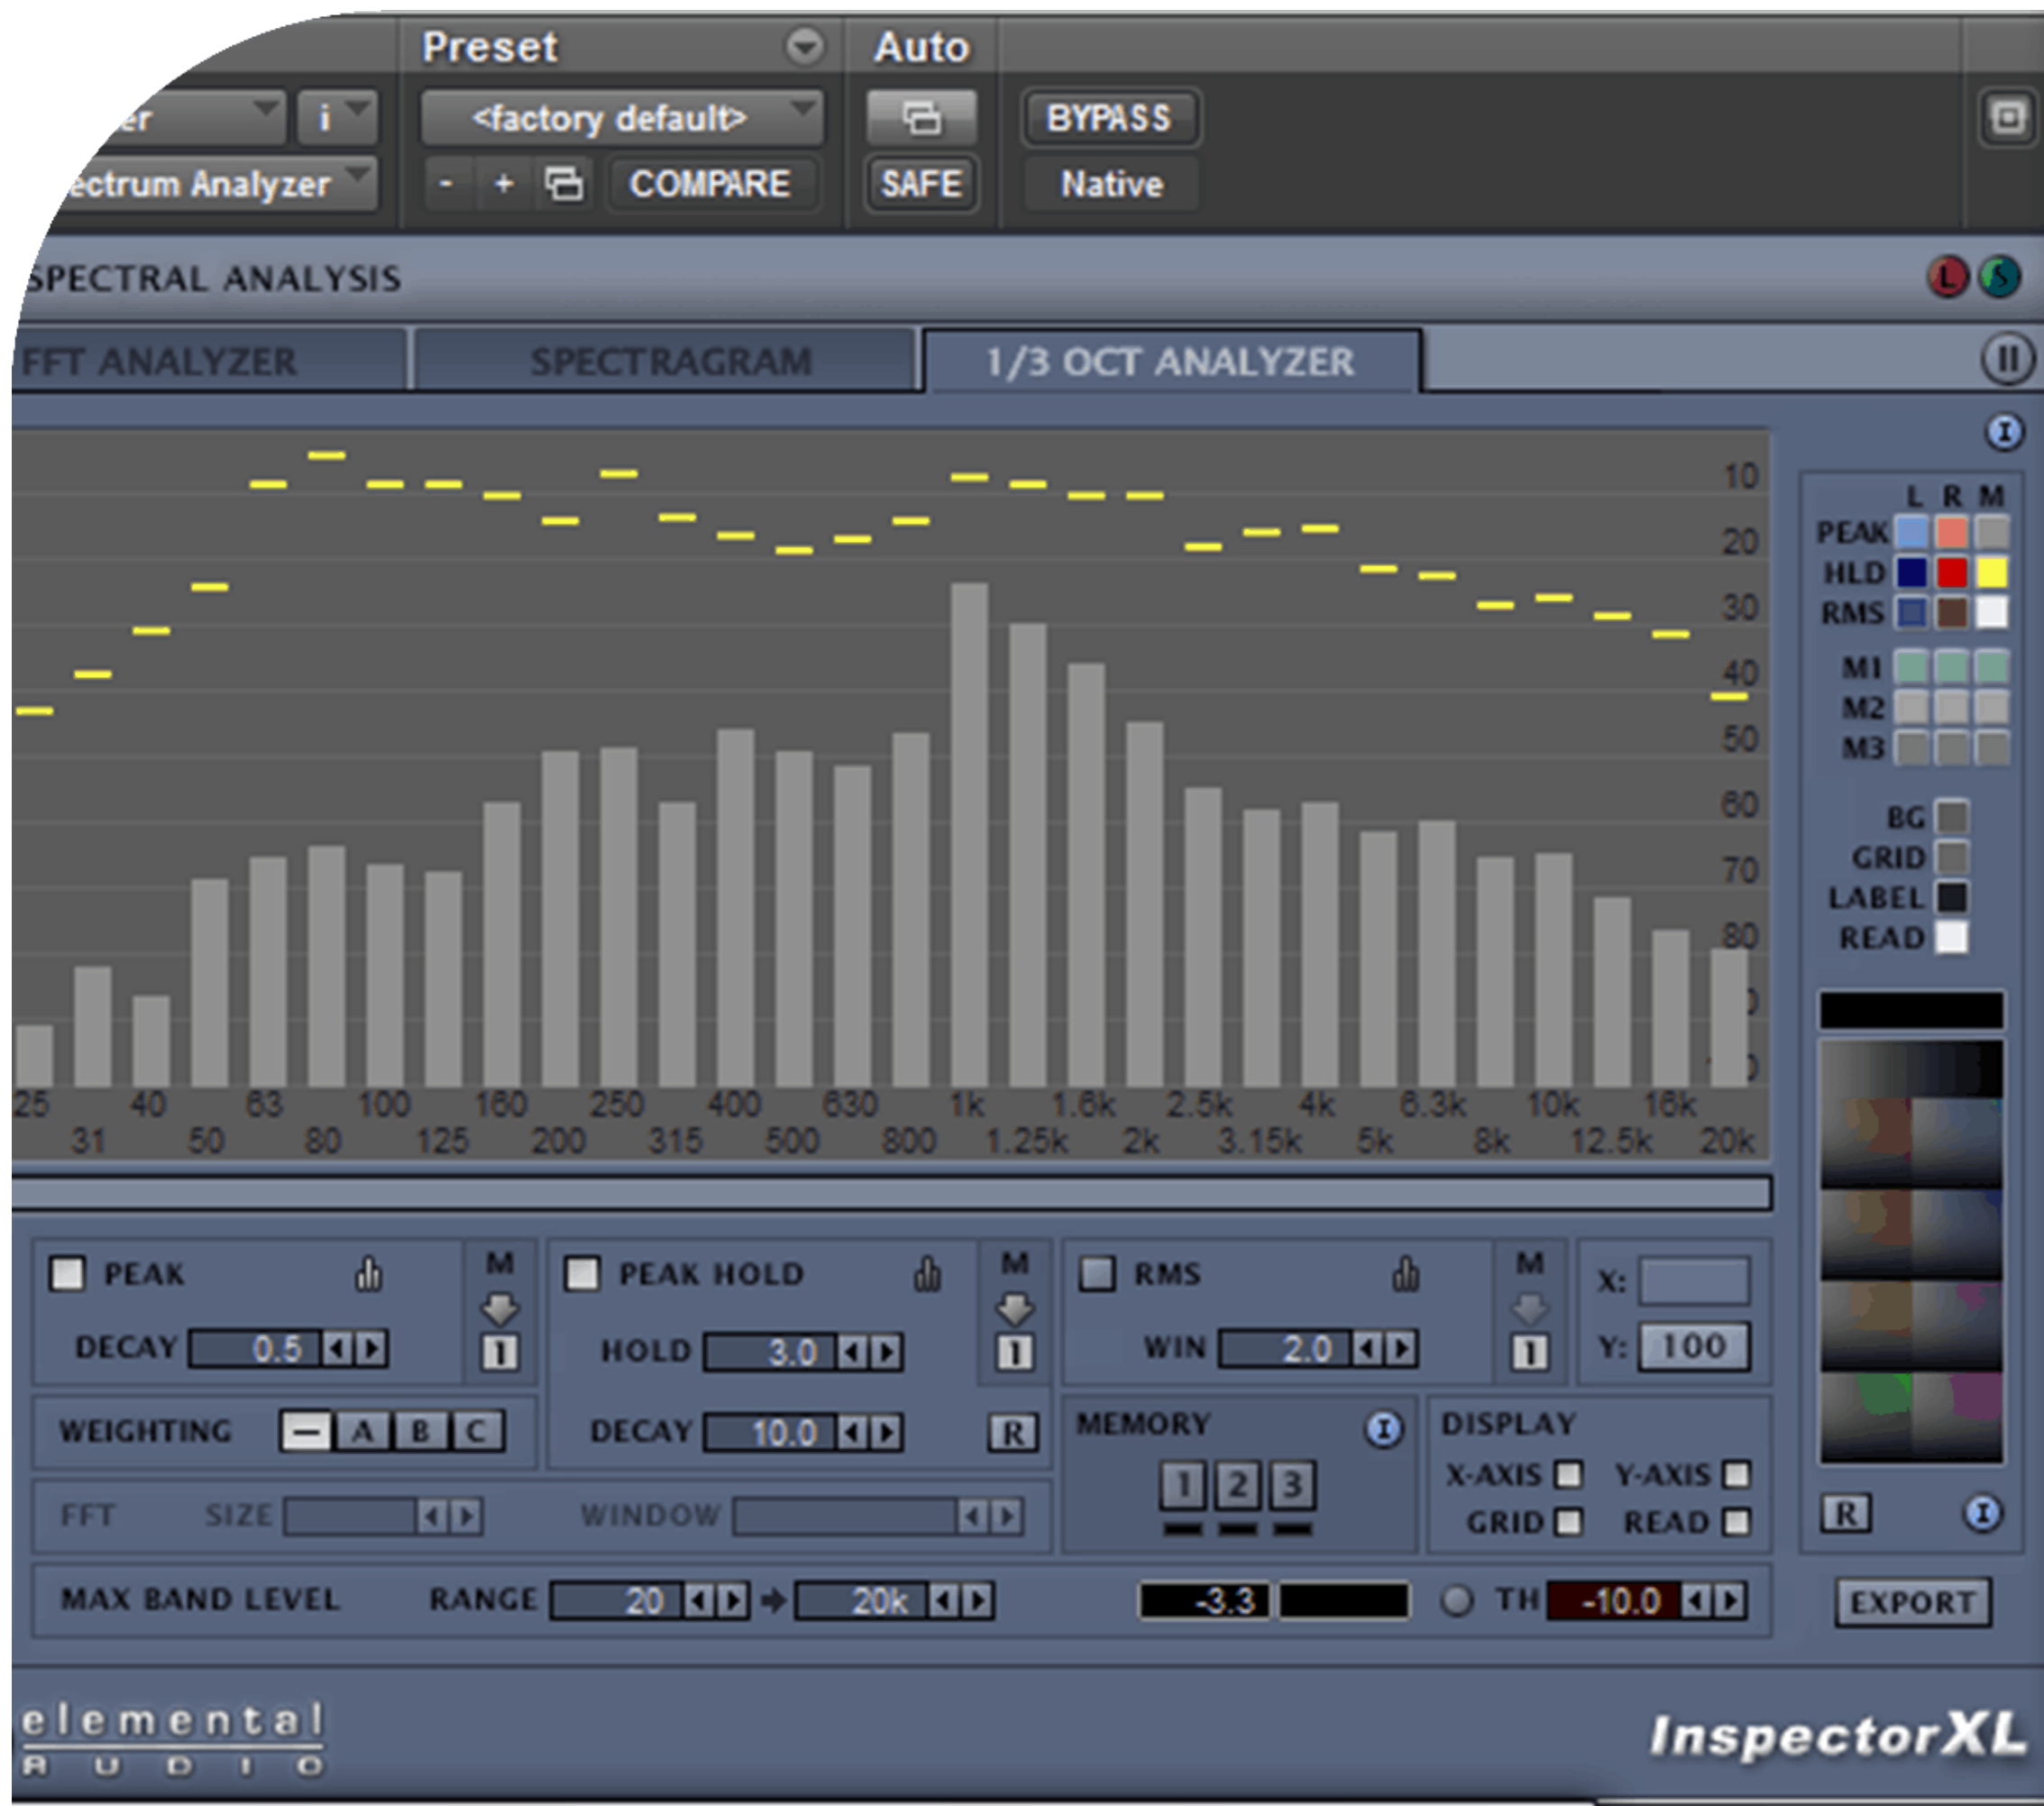 Preset Auto
er i <factory default> BYPASS
ectrum Analyzer - + COMPARE SAFE Native
SPECTRAL ANALYSIS L S
FFT ANALYZER SPECTRAGRAM 1/3 OCT ANALYZER
I
L R M
PEAK
HLD
RMS
M1
M2
M3
BG
GRID
LABEL
READ
10
20
30
40
50
60
70
80
25 40 63 100 160 250 400 630 1k 1.6k 2.5k 4k 6.3k 10k 16k
31 50 80 125 200 315 500 800 1.25k 2k 3.15k 5k 8k 12.5k 20k
PEAK M PEAK HOLD M RMS M X:
DECAY 0.5 1 HOLD 3.0 1 WIN 2.0 1 Y: 100
WEIGHTING – A B C DECAY 10.0 R MEMORY I DISPLAY
X-AXIS Y-AXIS
1 2 3
FFT SIZE WINDOW GRID READ R I
MAX BAND LEVEL RANGE 20 20k -3.3 TH -10.0 EXPORT
elemental
AUDIO
InspectorXL